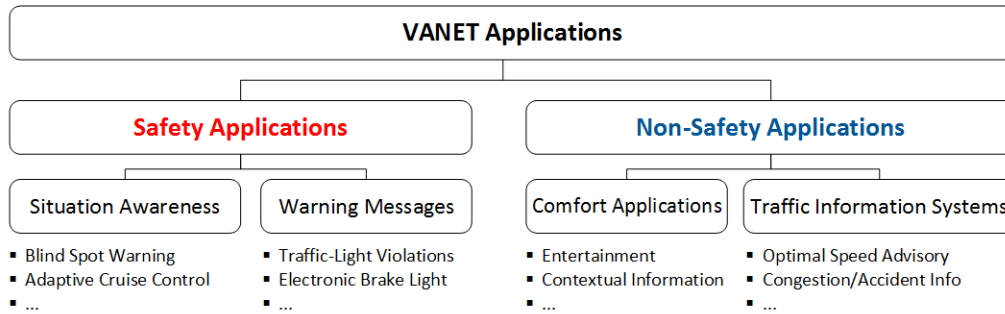 VANET Applications
Safety Applications
Non-Safety Applications
Situation Awareness
Warning Messages
Comfort Applications
Traffic Information Systems
▪ Blind Spot Warning
▪ Adaptive Cruise Control
▪ ...
▪ Traffic-Light Violations
▪ Electronic Brake Light
▪ ...
▪ Entertainment
▪ Contextual Information
▪ ...
▪ Optimal Speed Advisory
▪ Congestion/Accident Info
▪ ...